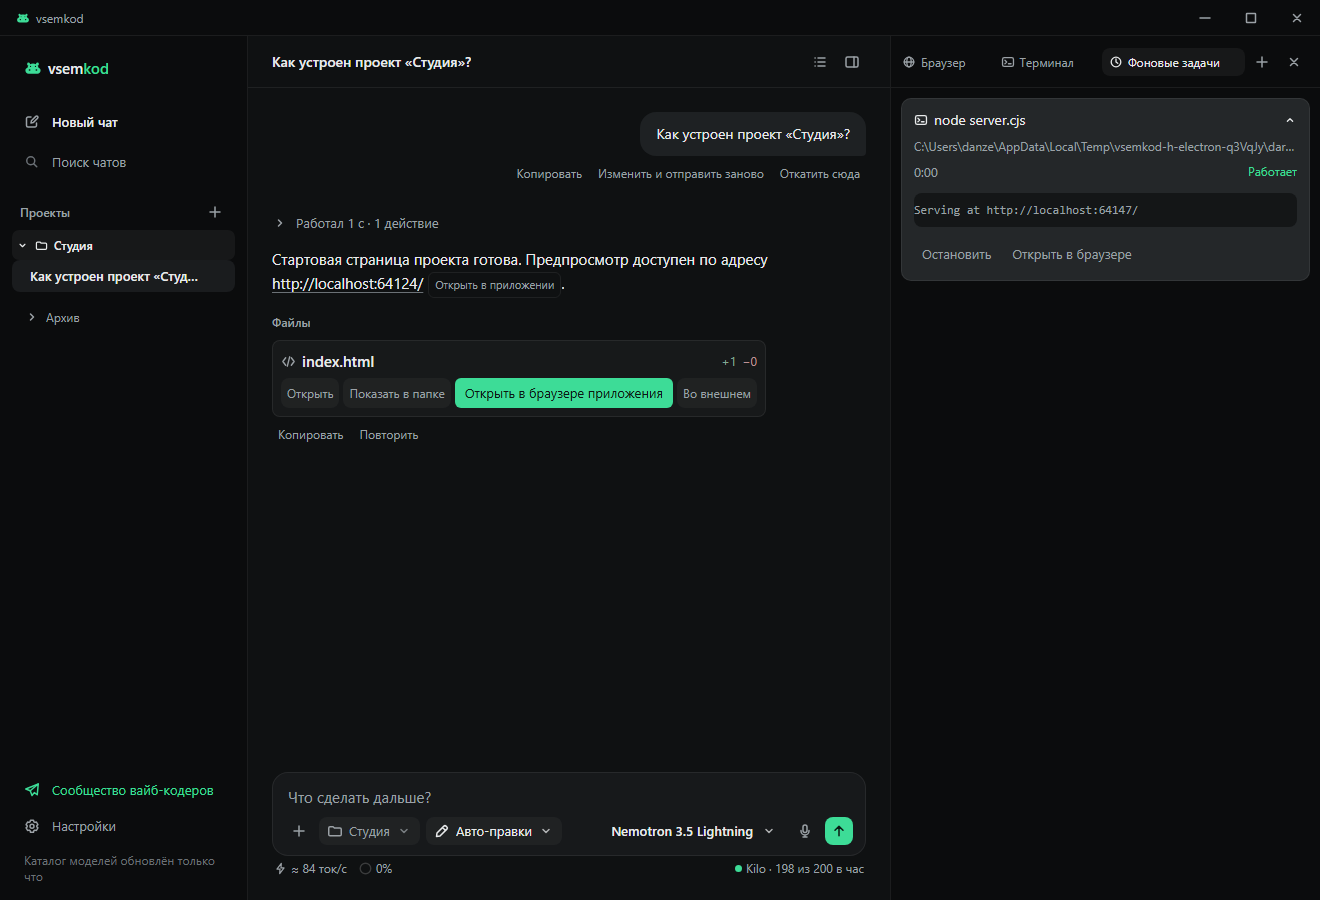 vsemkod
vsemkod
Новый чат
Поиск чатов
Проекты
Студия
Как устроен проект «Студ...
Архив
Сообщество вайб-кодеров
Настройки
Каталог моделей обновлён только
что
Как устроен проект «Студия»?
Как устроен проект «Студия»?
Копировать Изменить и отправить заново Откатить сюда
Работал 1 с · 1 действие
Стартовая страница проекта готова. Предпросмотр доступен по адресу
http://localhost:64124/ Открыть в приложении .
Файлы
index.html +1 −0
Открыть Показать в папке Открыть в браузере приложения Во внешнем
Копировать Повторить
Что сделать дальше?
Студия Авто-правки Nemotron 3.5 Lightning
≈ 84 ток/с 0% Kilo · 198 из 200 в час
Браузер Терминал Фоновые задачи
node server.cjs
C:\Users\danze\AppData\Local\Temp\vsemkod-h-electron-q3VqJy\dar...
0:00 Работает
Serving at http://localhost:64147/
Остановить Открыть в браузере